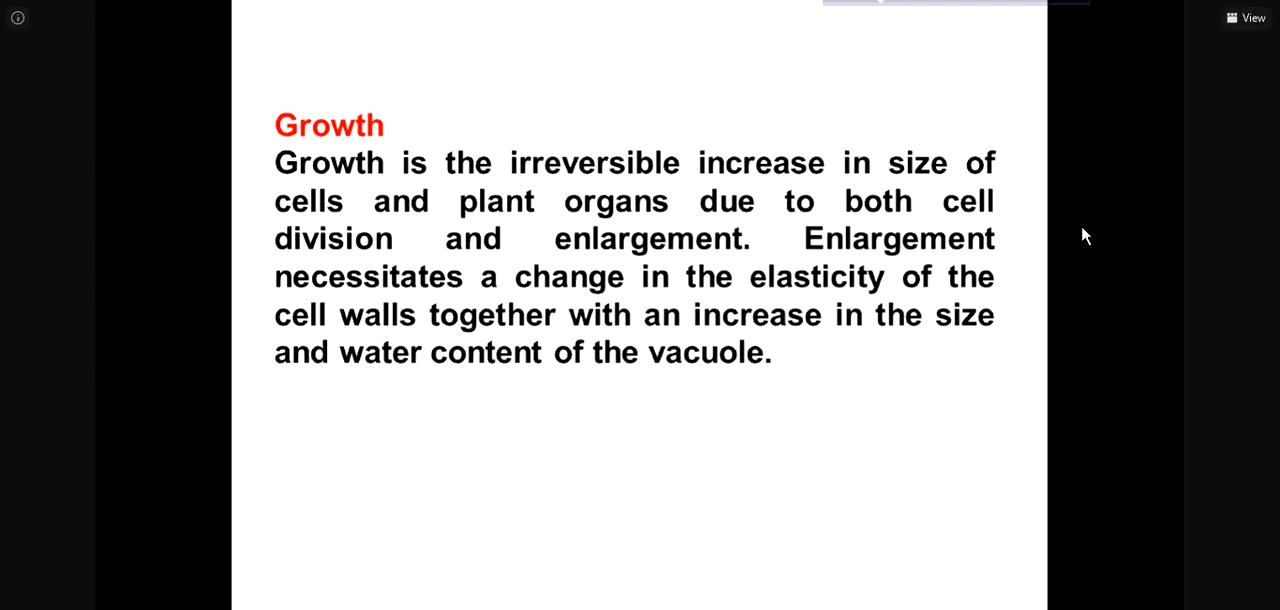 View
Growth
Growth is the irreversible increase in size of
cells and plant organs due to both cell
division and enlargement. Enlargement
necessitates a change in the elasticity of the
cell walls together with an increase in the size
and water content of the vacuole.